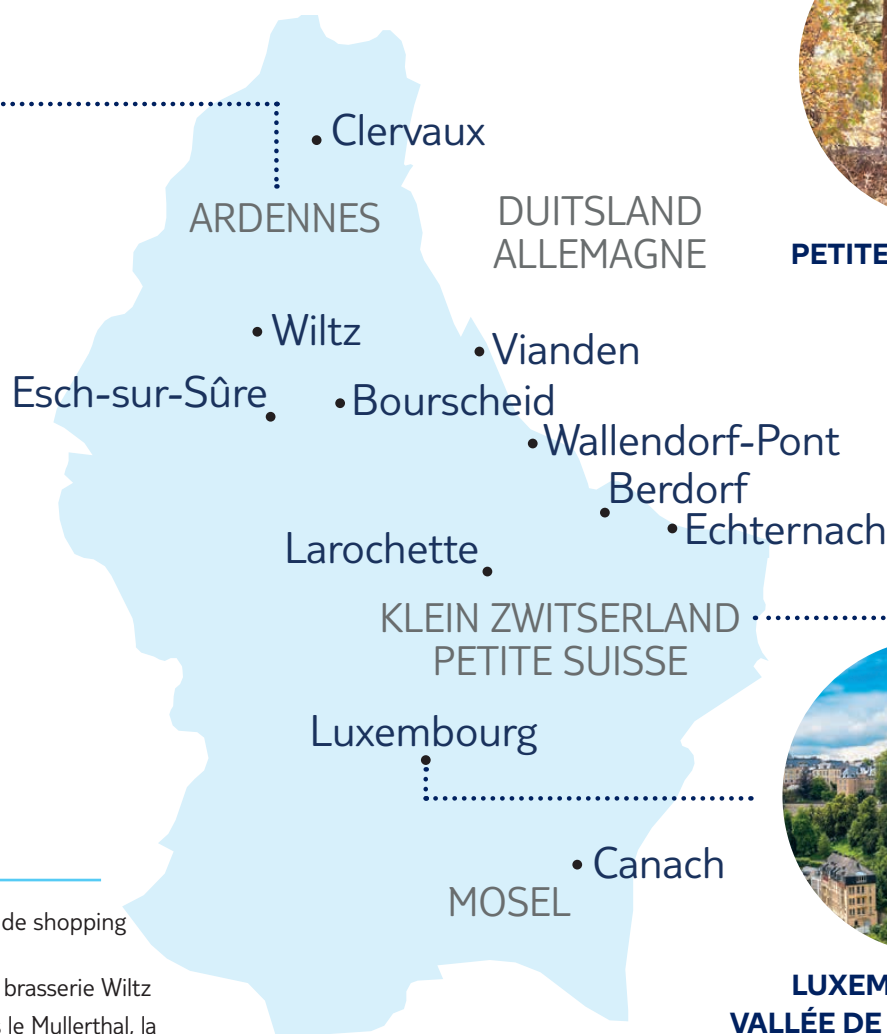 Clervaux
ARDENNES
DUITSLAND
ALLEMAGNE
PETITE
Wiltz
Vianden
Esch-sur-Sûre
Bourscheid
Wallendorf-Pont
Berdorf
Echternach
Larochette
KLEIN ZWITSERLAND
PETITE SUISSE
Luxembourg
Canach
MOSEL
de shopping
brasserie Wiltz
le Mullerthal, la
LUXEM
VALLÉE DE